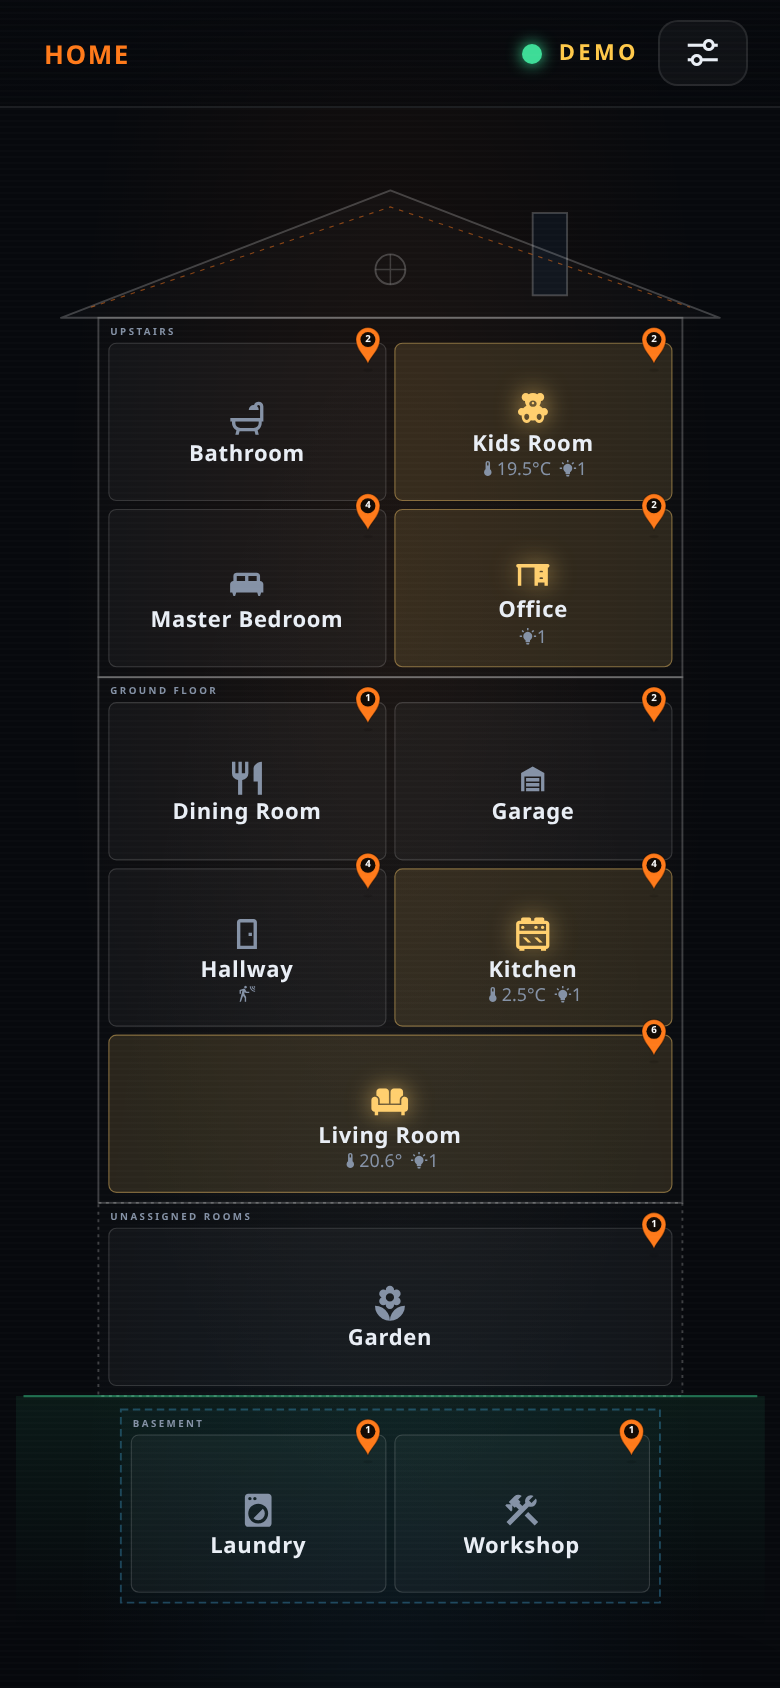 HOME
DEMO
UPSTAIRS
2
2
Bathroom
Kids Room
19.5°C 1
4
2
Master Bedroom
Office
1
GROUND FLOOR
1
2
Dining Room
Garage
4
4
Hallway
Kitchen
2.5°C 1
6
Living Room
20.6° 1
UNASSIGNED ROOMS
1
Garden
BASEMENT
1
1
Laundry
Workshop